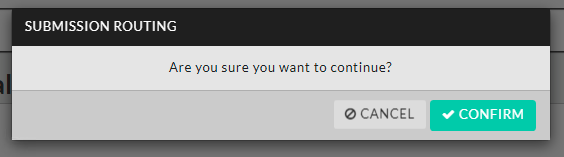 SUBMISSION ROUTING
Are you sure you want to continue?
CANCEL CONFIRM